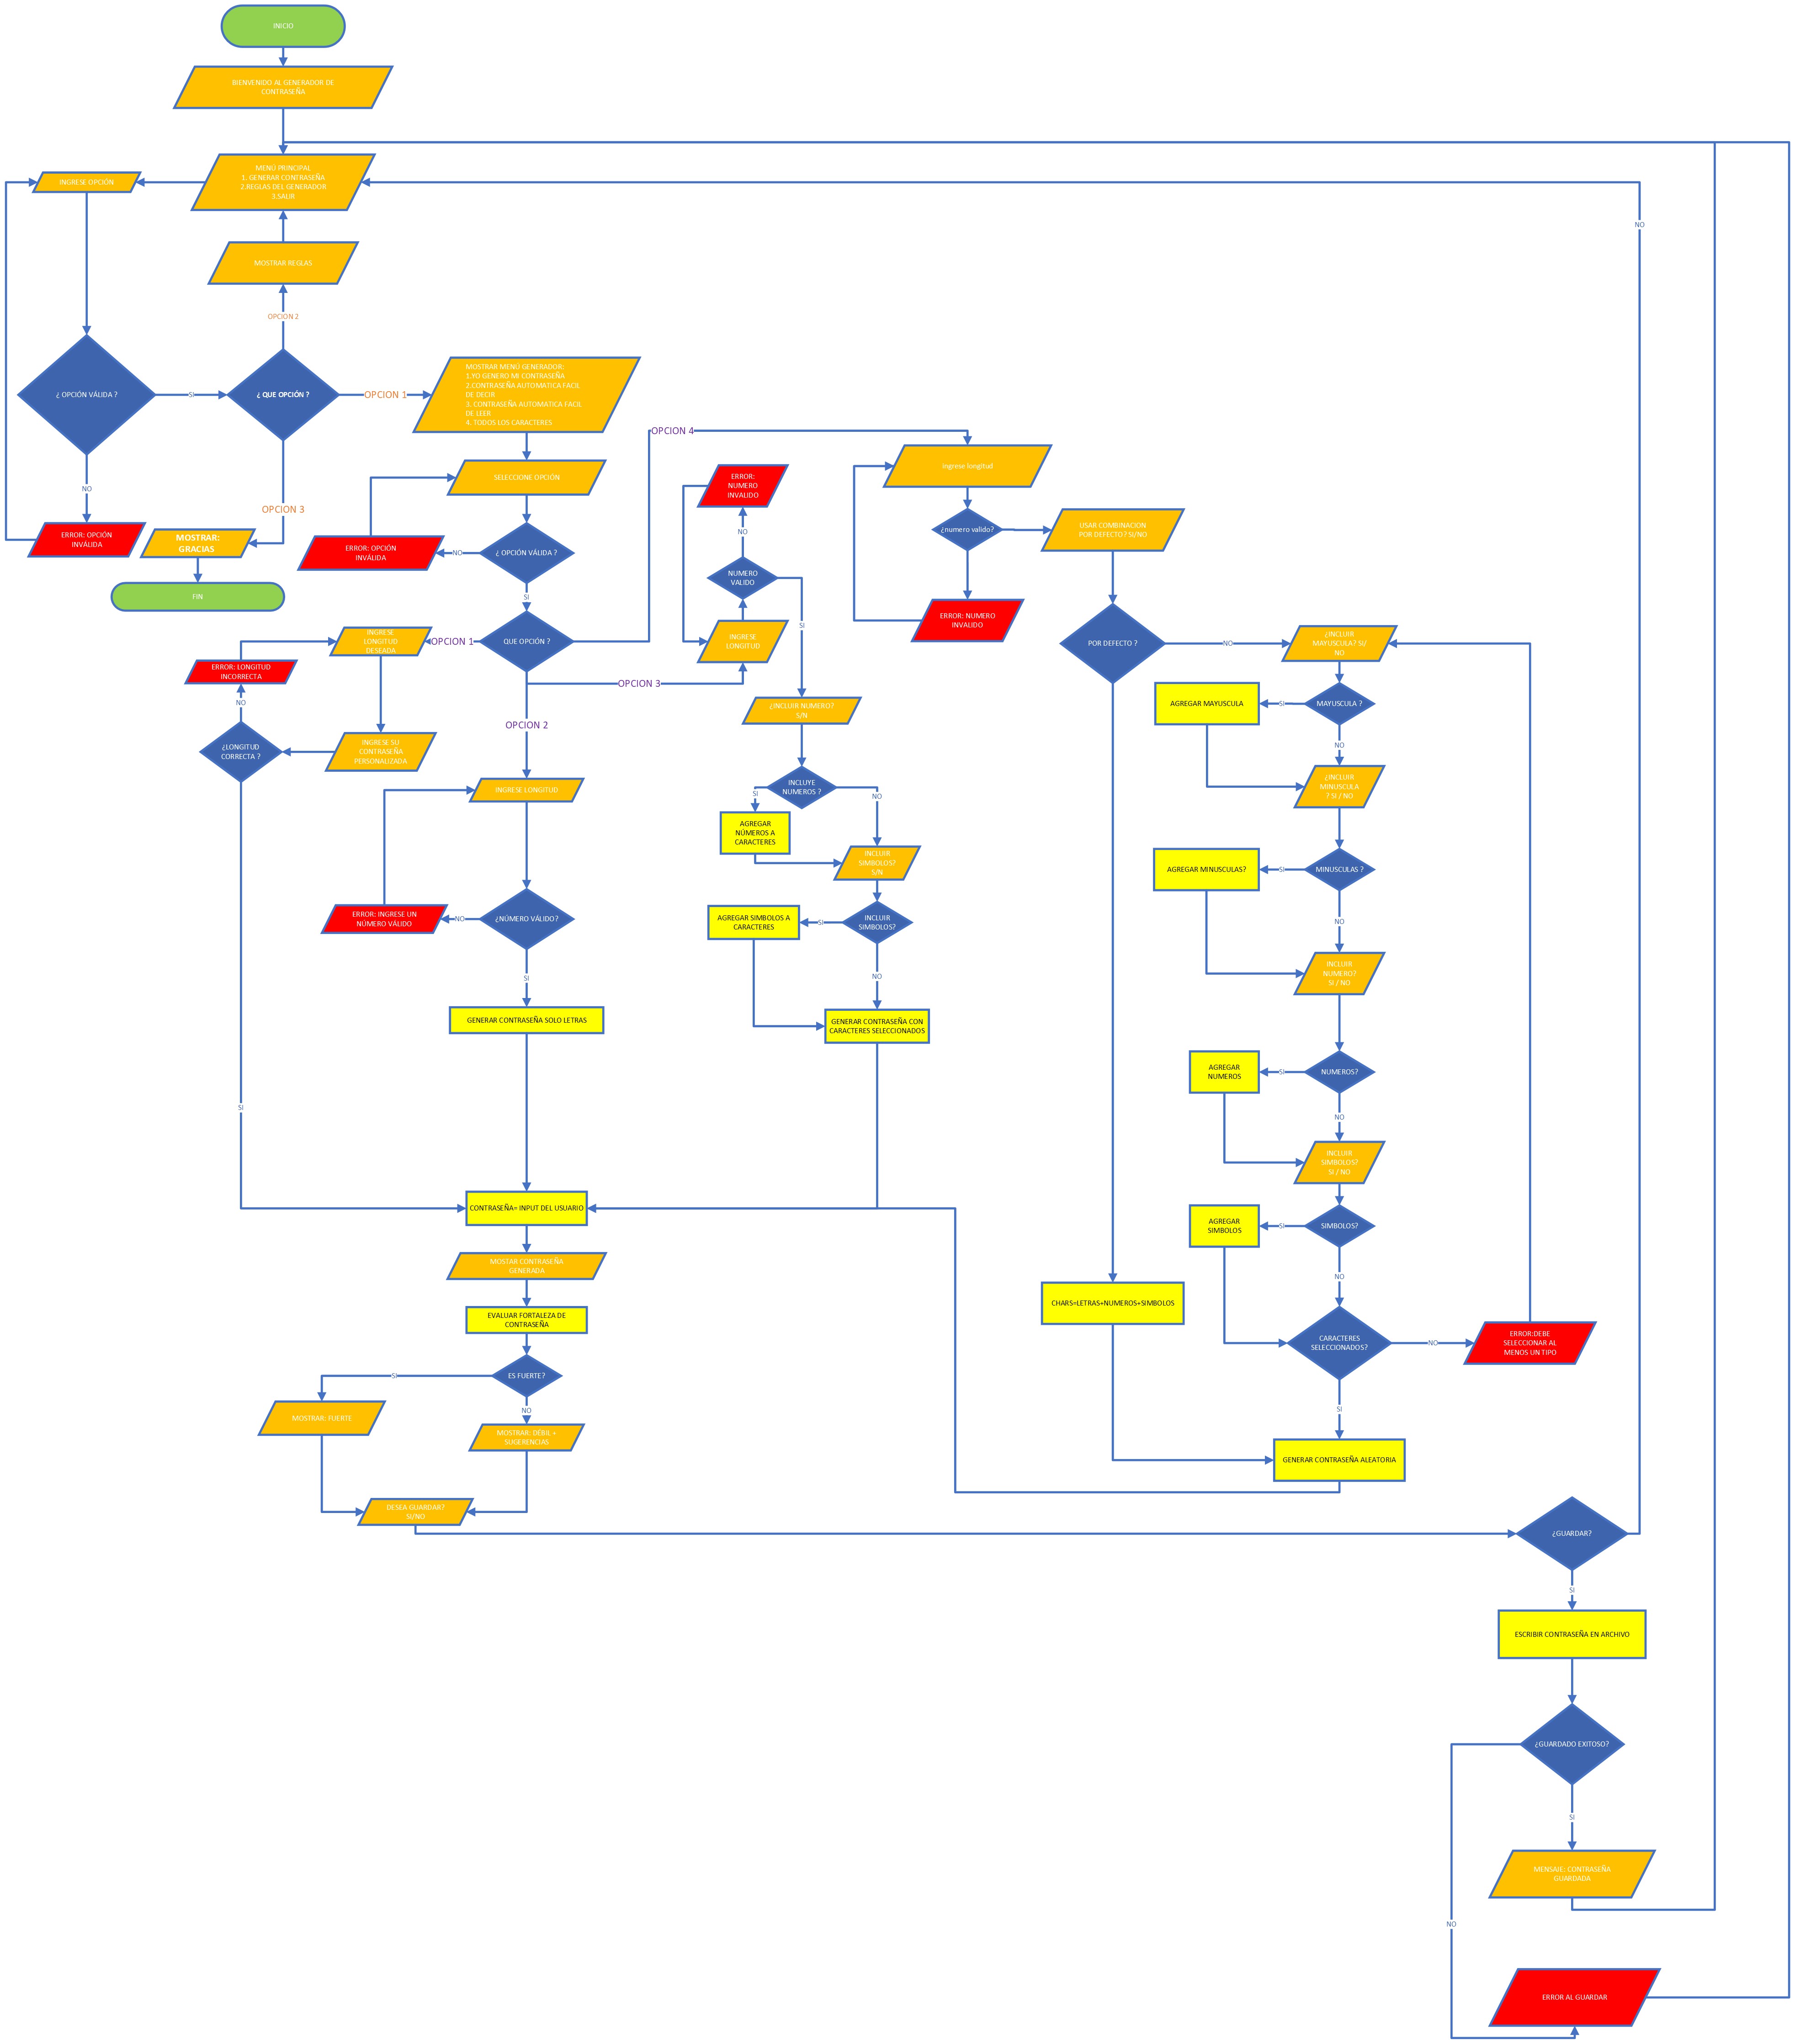 INICIO
BIENVENIDO AL GENERADOR DE
CONTRASEÑA
MENÚ PRINCIPAL
1. GENERAR CONTRASEÑA
2.REGLAS DEL GENERADOR
3.SALIR
INGRESE OPCIÓN
NO
MOSTRAR REGLAS
OPCION 2
¿ OPCIÓN VÁLIDA ?
SI
¿ QUE OPCIÓN ?
OPCION 1
MOSTRAR MENU GENERADOR:
1.YO GENERO MI CONTRASEÑA
2.CONTRASEÑA AUTOMATICA FACIL
DE DECIR
3. CONTRASEÑA AUTOMATICA FACIL
DE LEER
4. TODOS LOS CARACTERES
NO
OPCION 3
ERROR: OPCIÓN
INVÁLIDA
MOSTRAR:
GRACIAS
FIN
SELECCIONE OPCIÓN
ERROR: OPCIÓN
INVÁLIDA
NO
¿ OPCIÓN VÁLIDA ?
SI
QUE OPCIÓN ?
OPCION 1
OPCION 4
OPCION 3
OPCION 2
INGRESE
LONGITUD
DESEADA
ERROR: LONGITUD
INCORRECTA
NO
¿LONGITUD
CORRECTA ?
INGRESE SU
CONTRASEÑA
PERSONALIZADA
SI
INGRESE LONGITUD
ERROR: INGRESE UN
NÚMERO VÁLIDO
NO
¿NÚMERO VÁLIDO?
SI
GENERAR CONTRASEÑA SOLO LETRAS
ERROR:
NUMERO
INVALIDO
NO
NUMERO
VALIDO
SI
INGRESE
LONGITUD
¿INCLUIR NUMERO?
S/N
INCLUYE
NUMEROS ?
SI
NO
AGREGAR
NÚMEROS A
CARACTERES
INCLUIR
SIMBOLOS?
S/N
AGREGAR SIMBOLOS A
CARACTERES
SI
INCLUIR
SIMBOLOS?
NO
GENERAR CONTRASEÑA CON
CARACTERES SELECCIONADOS
Ingrese longitud
¿numero valido?
ERROR: NUMERO
INVALIDO
USAR COMBINACION
POR DEFECTO? SI/NO
POR DEFECTO ?
NO
¿INCLUIR
MAYUSCULA? SI/
NO
AGREGAR MAYUSCULA
SI
MAYUSCULA ?
NO
¿INCLUIR
MINUSCULA
? SI / NO
AGREGAR MINUSCULAS?
SI
MINUSCULAS ?
NO
INCLUIR
NUMERO?
SI / NO
AGREGAR
NUMEROS
SI
NUMEROS?
NO
INCLUIR
SIMBOLOS?
SI / NO
AGREGAR
SIMBOLOS
SI
SIMBOLOS?
NO
CHARS=LETRAS+NUMEROS+SIMBOLOS
CARACTERES
SELECCIONADOS?
NO
ERROR:DEBE
SELECCIONAR AL
MENOS UN TIPO
SI
GENERAR CONTRASEÑA ALEATORIA
CONTRASEÑA= INPUT DEL USUARIO
MOSTAR CONTRASEÑA
GENERADA
EVALUAR FORTALEZA DE
CONTRASEÑA
ES FUERTE?
SI
NO
MOSTRAR: FUERTE
MOSTRAR: DÉBIL +
SUGERENCIAS
DESEA GUARDAR?
SI/NO
¿GUARDAR?
SI
ESCRIBIR CONTRASEÑA EN ARCHIVO
¿GUARDADO EXITOSO?
SI
MENSAJE: CONTRASEÑA
GUARDADA
NO
ERROR AL GUARDAR